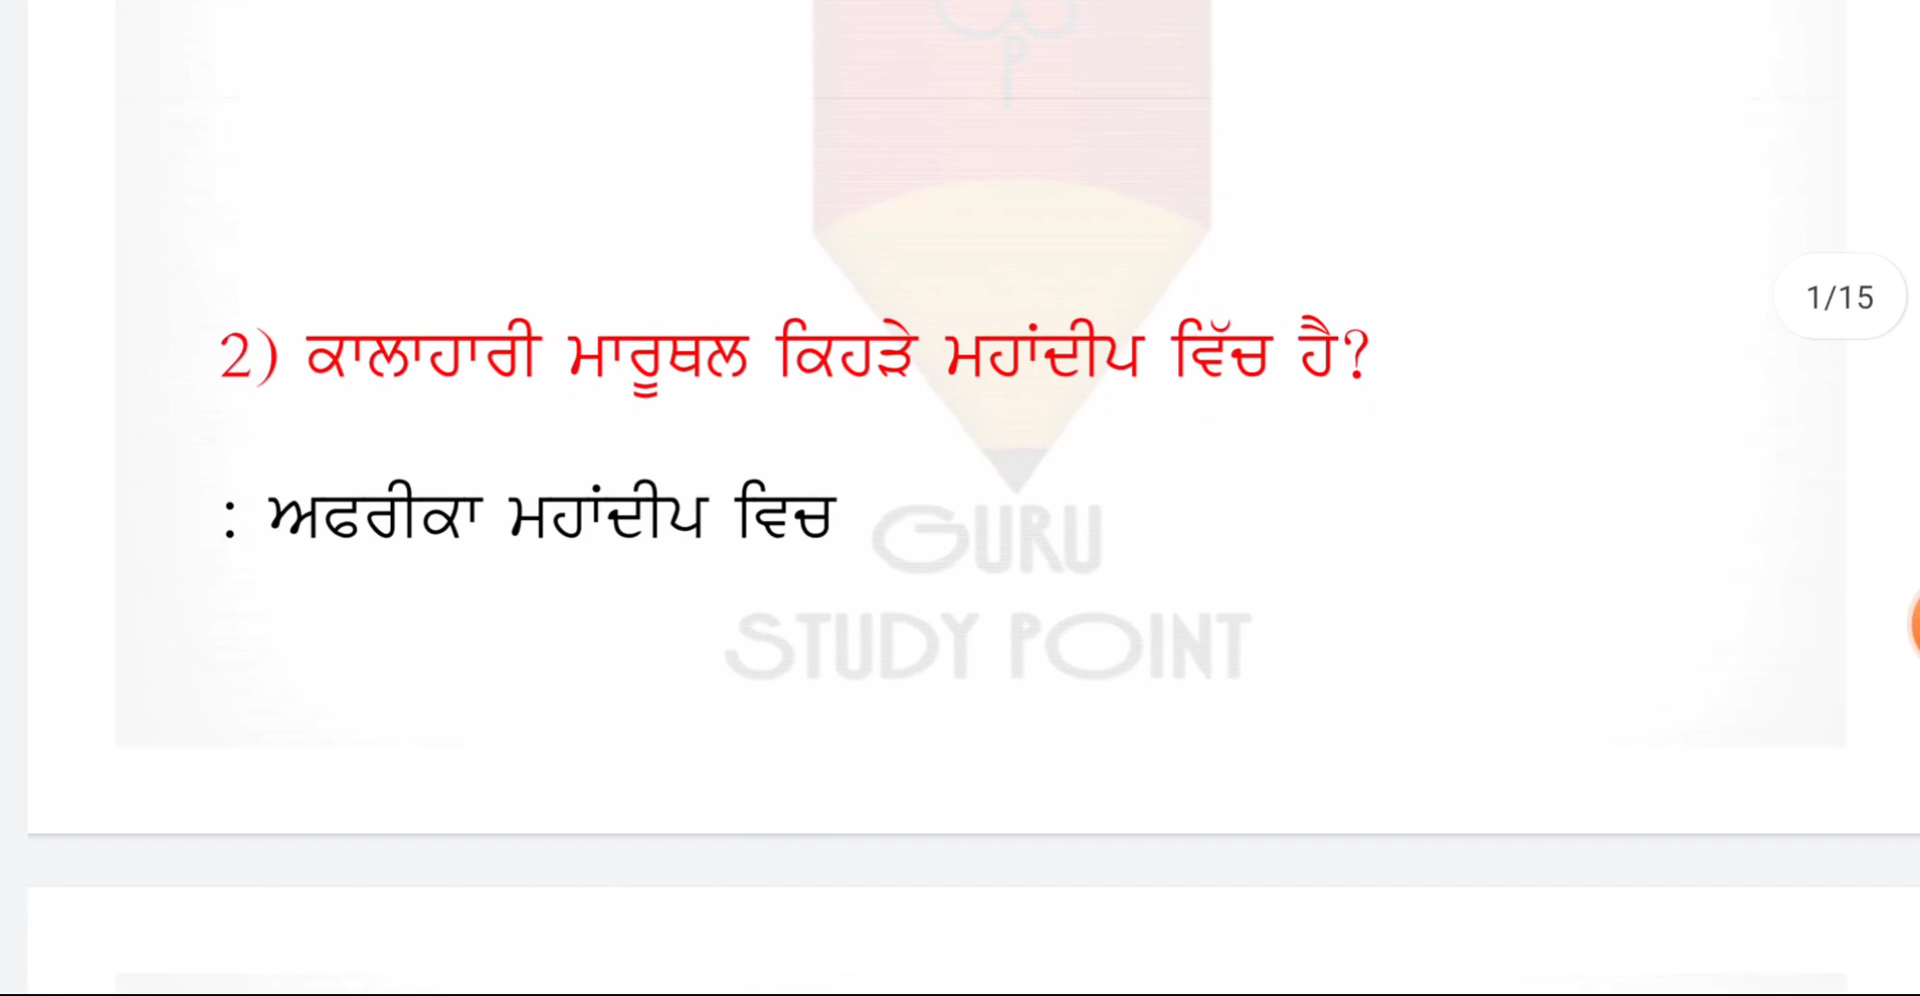 P
1/15
2) ਕਾਲਾਹਾਰੀ ਮਾਰੂਥਲ ਕਿਹੜੇ ਮਹਾਂਦੀਪ ਵਿੱਚ ਹੈ?
: ਅਫਰੀਕਾ ਮਹਾਂਦੀਪ ਵਿਚ
GURU
STUDY POINT